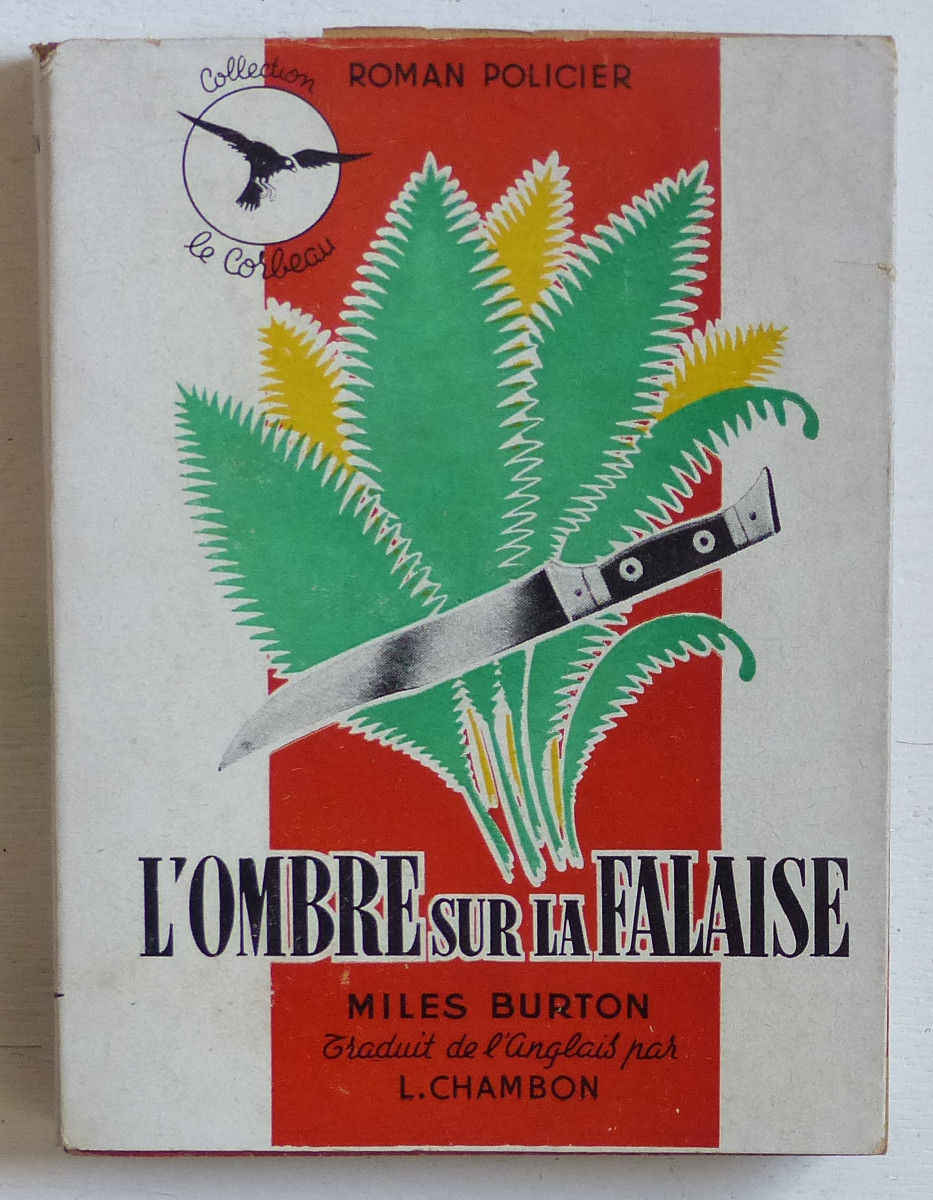 Collection
le Corbeau
ROMAN POLICIER
L'OMBRE SUR LA FALAISE
MILES BURTON
Traduit de l'Anglais par
L. CHAMBON